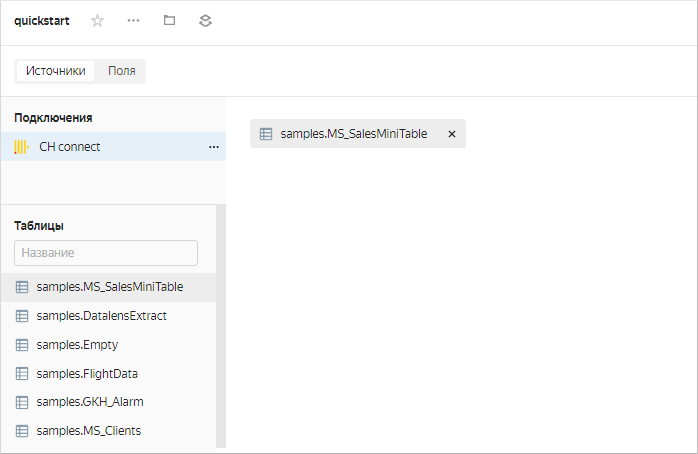 quickstart
Источники Поля
Подключения
CH connect
samples.MS_SalesMiniTable
Таблицы
Название
samples.MS_SalesMiniTable
samples.DatalensExtract
samples.Empty
samples.FlightData
samples.GKH_Alarm
samples.MS_Clients